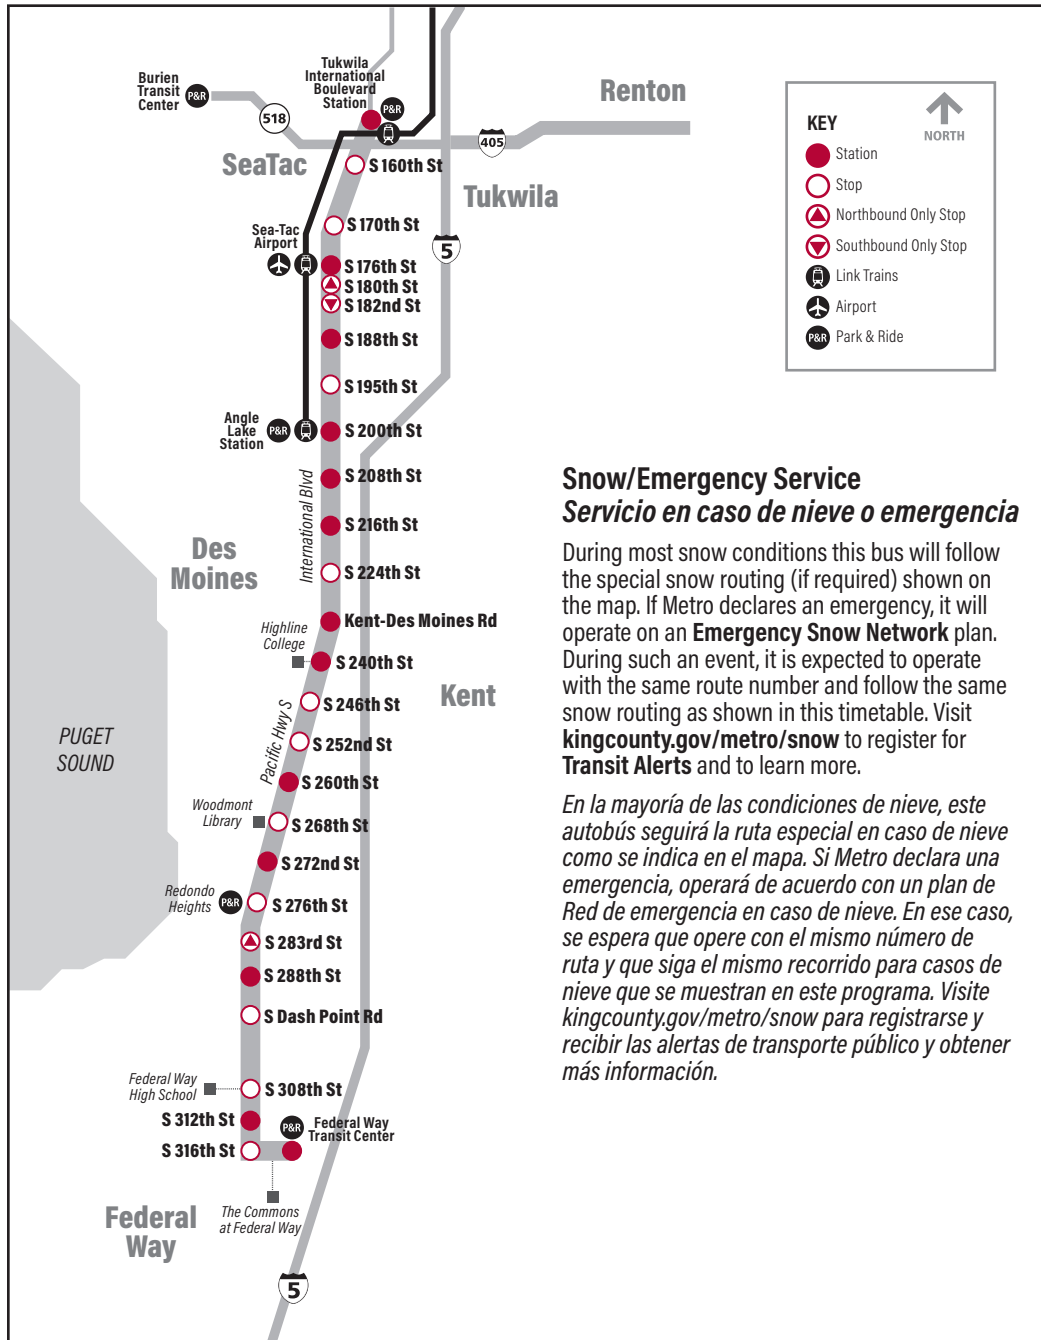 Burien
Transit
Center
P&R
518
Tukwila
International
Boulevard
Station
P&R
Renton
405
SeaTac
S 160th St
Tukwila
S 170th St
Sea-Tac
Airport
5
S 176th St
S 180th St
S 182nd St
S 188th St
S 195th St
Angle
Lake
Station
P&R
S 200th St
International Blvd
S 208th St
S 216th St
Des
Moines
S 224th St
Kent-Des Moines Rd
Highline
College
S 240th St
Kent
S 246th St
Pacific Hwy S
S 252nd St
PUGET
SOUND
S 260th St
Woodmont
Library
S 268th St
S 272nd St
Redondo
Heights
P&R
S 276th St
S 283rd St
S 288th St
S Dash Point Rd
Federal Way
High School
S 308th St
S 312th St
P&R
Federal Way
Transit Center
S 316th St
The Commons
at Federal Way
Federal
Way
5
KEY
NORTH
Station
Stop
Northbound Only Stop
Southbound Only Stop
Link Trains
Airport
P&R
Park & Ride
Snow/Emergency Service
Servicio en caso de nieve o emergencia
During most snow conditions this bus will follow
the special snow routing (if required) shown on
the map. If Metro declares an emergency, it will
operate on an Emergency Snow Network plan.
During such an event, it is expected to operate
with the same route number and follow the same
snow routing as shown in this timetable. Visit
kingcounty.gov/metro/snow to register for
Transit Alerts and to learn more.
En la mayoría de las condiciones de nieve, este
autobús seguirá la ruta especial en caso de nieve
como se indica en el mapa. Si Metro declara una
emergencia, operará de acuerdo con un plan de
Red de emergencia en caso de nieve. En ese caso,
se espera que opere con el mismo número de
ruta y que siga el mismo recorrido para casos de
nieve que se muestran en este programa. Visite
kingcounty.gov/metro/snow para registrarse y
recibir las alertas de transporte público y obtener
más información.